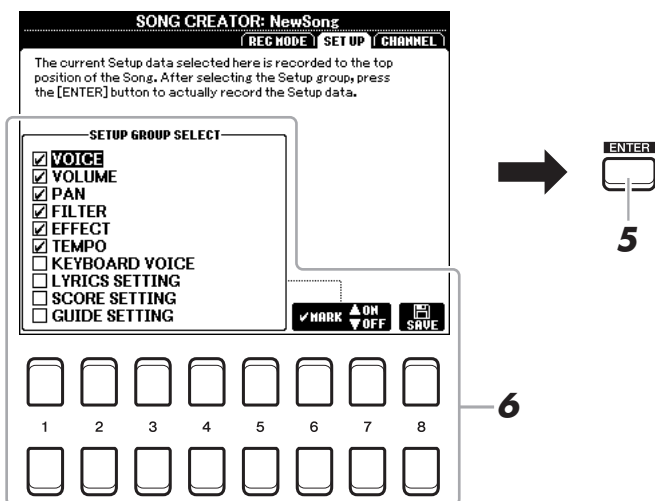 SONG CREATOR: NewSong
REC MODE SETUP CHANNEL
The current Setup data selected here is recorded to the top
position of the Song. After selecting the Setup group, press
the [ENTER] button to actually record the Setup data.
SETUP GROUP SELECT
VOICE
VOLUME
PAN
FILTER
EFFECT
TEMPO
KEYBOARD VOICE
LYRICS SETTING
SCORE SETTING
GUIDE SETTING
MARK ON
OFF
SAVE
ENTER
5
6
1 2 3 4 5 6 7 8